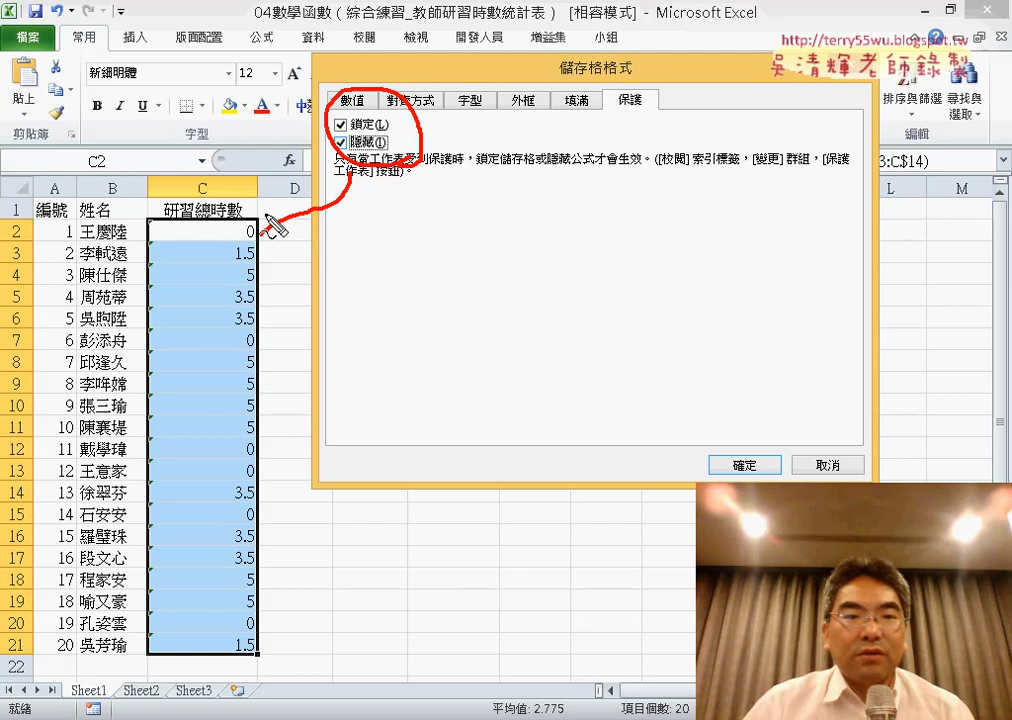 04數學函數（綜合練習_教師研習時數統計表） [相容模式] - Microsoft Excel
檔案 常用 插入 版面配置 公式 資料 校閱 檢視 開發人員 增益集 小組
http://terry55wu.blogspot.tw
吳清輝老師錄製
貼上
剪貼簿
新細明體 12
B I U
字型
排序與篩選 尋找與選取
編輯
C2 fx 3:C$14)
儲存格格式
數值 對齊方式 字型 外框 填滿 保護
鎖定(L)
隱藏(I)
只有當工作表受到保護時，鎖定儲存格或隱藏公式才會生效。([校閱] 索引標籤，[變更] 群組，[保護
工作表] 按鈕)。
確定 取消
A B C D L M
1 編號 姓名 研習總時數
2 1 王慶陞 0
3 2 李軾遠 1.5
4 3 陳仕傑 5
5 4 周苑蒂 3.5
6 5 吳煦陞 3.5
7 6 彭添舟 0
8 7 邱逢久 5
9 8 李哖嫦 5
10 9 張三瑜 5
11 10 陳襄堤 5
12 11 戴學瑋 0
13 12 王意家 0
14 13 徐翠芬 3.5
15 14 石安安 0
16 15 羅璧珠 3.5
17 16 段文心 3.5
18 17 程家安 5
19 18 喻又豪 5
20 19 孔姿雲 0
21 20 吳芳瑜 1.5
22
Sheet1 Sheet2 Sheet3
就緒 平均值: 2.775 項目個數: 20